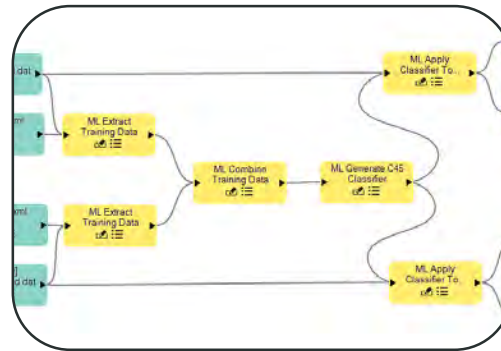 .dat
ML Apply
Classifier To...
xml
ML Extract
Training Data
ML Combine
Training Data
ML Generate C45
Classifier
xml
ML Extract
Training Data
]
d.dat
ML Apply
Classifier To...